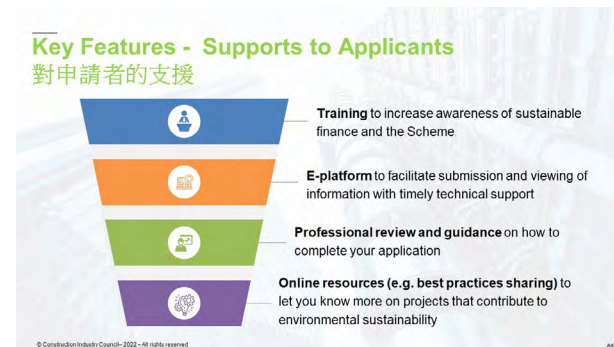 Key Features - Supports to Applicants
對申請者的支援
Training to increase awareness of sustainable
finance and the Scheme
E-platform to facilitate submission and viewing of
information with timely technical support
Professional review and guidance on how to
complete your application
Online resources (e.g. best practices sharing) to
let you know more on projects that contribute to
environmental sustainability
© Construction Industry Council– 2022 – All rights reserved